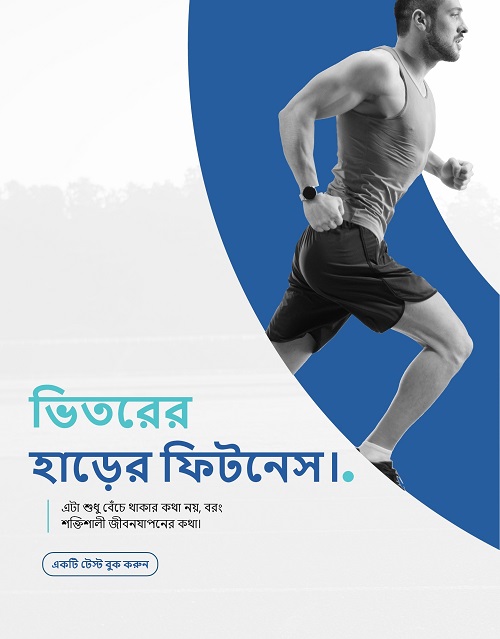 ভিতরের
হাড়ের ফিটনেস।.
এটা শুধু বেঁচে থাকার কথা নয়, বরং
শক্তিশালী জীবনযাপনের কথা।
একটি টেস্ট বুক করুন